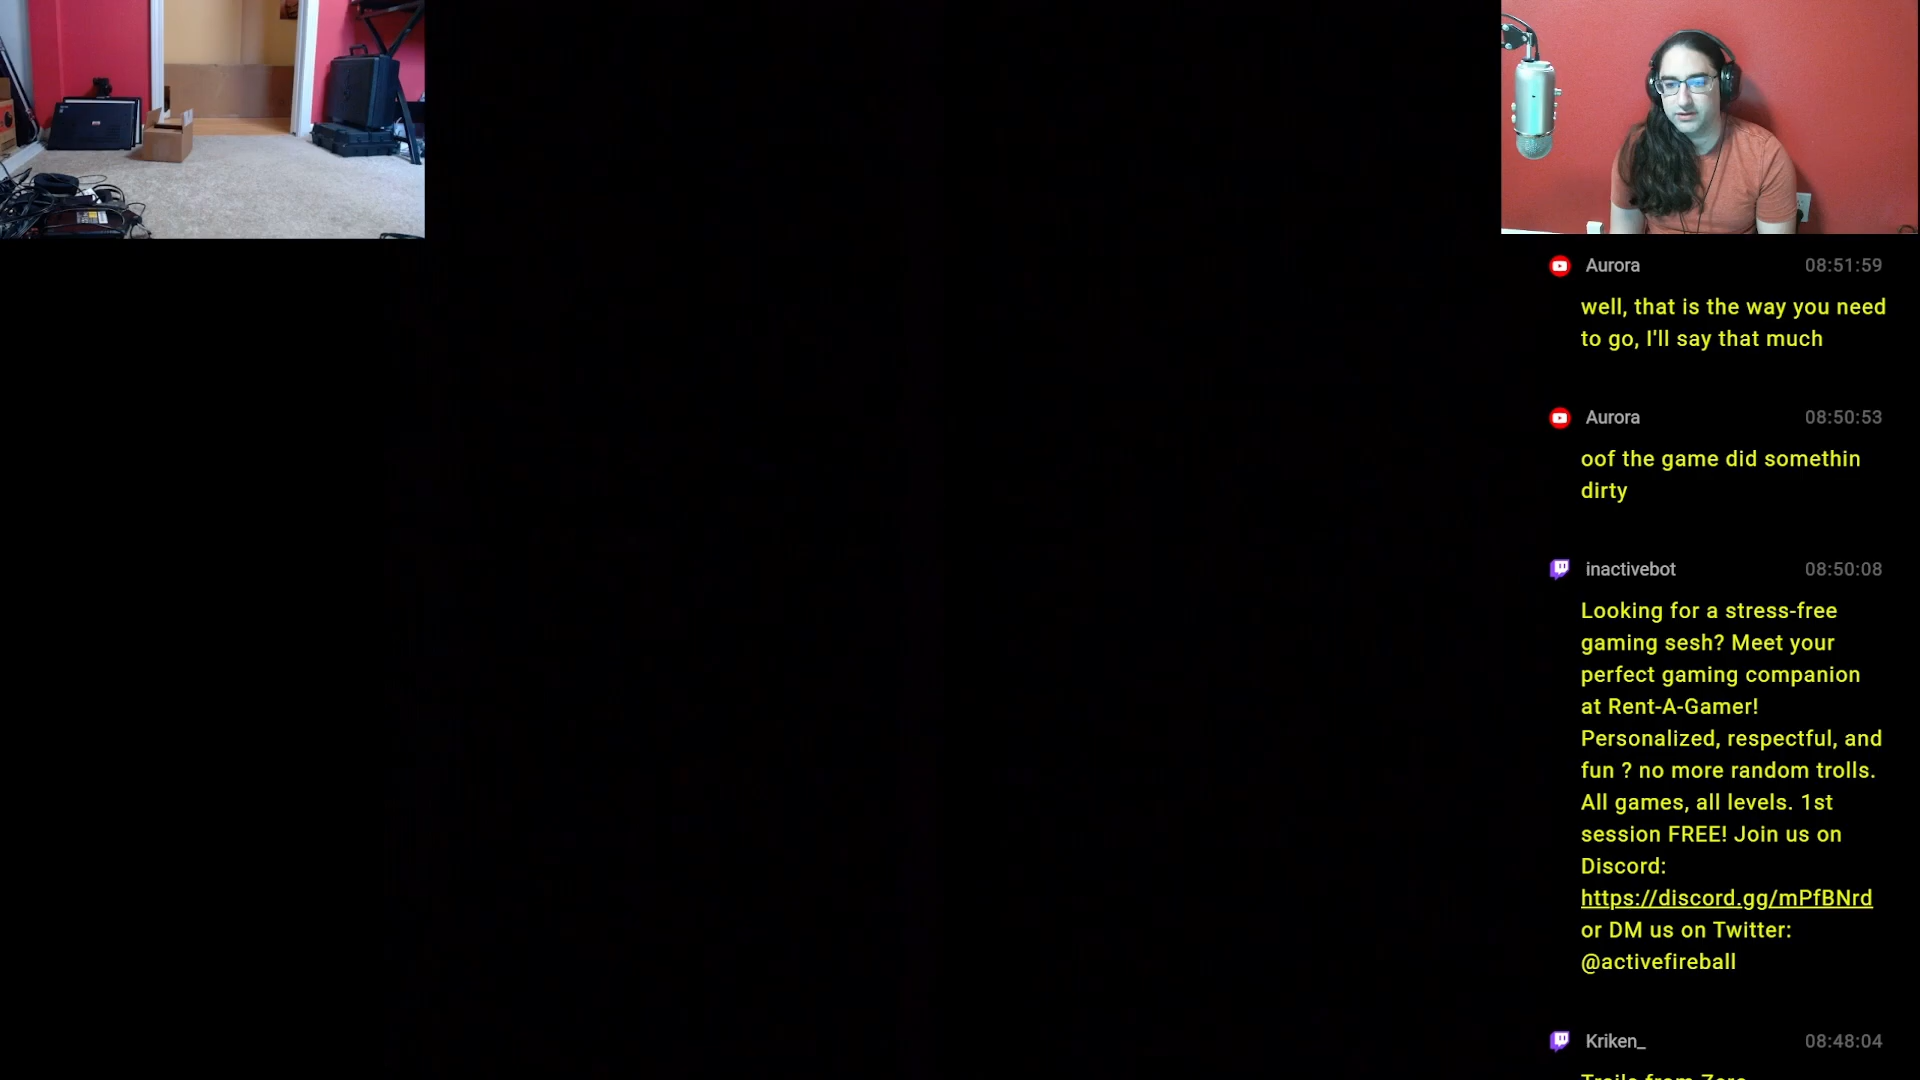 Aurora 08:51:59
well, that is the way you need
to go, I'll say that much
Aurora 08:50:53
oof the game did somethin
dirty
inactivebot 08:50:08
Looking for a stress-free
gaming sesh? Meet your
perfect gaming companion
at Rent-A-Gamer!
Personalized, respectful, and
fun ? no more random trolls.
All games, all levels. 1st
session FREE! Join us on
Discord:
https://discord.gg/mPfBNrd
or DM us on Twitter:
@activefireball
Kriken_ 08:48:04
Trails from Zero